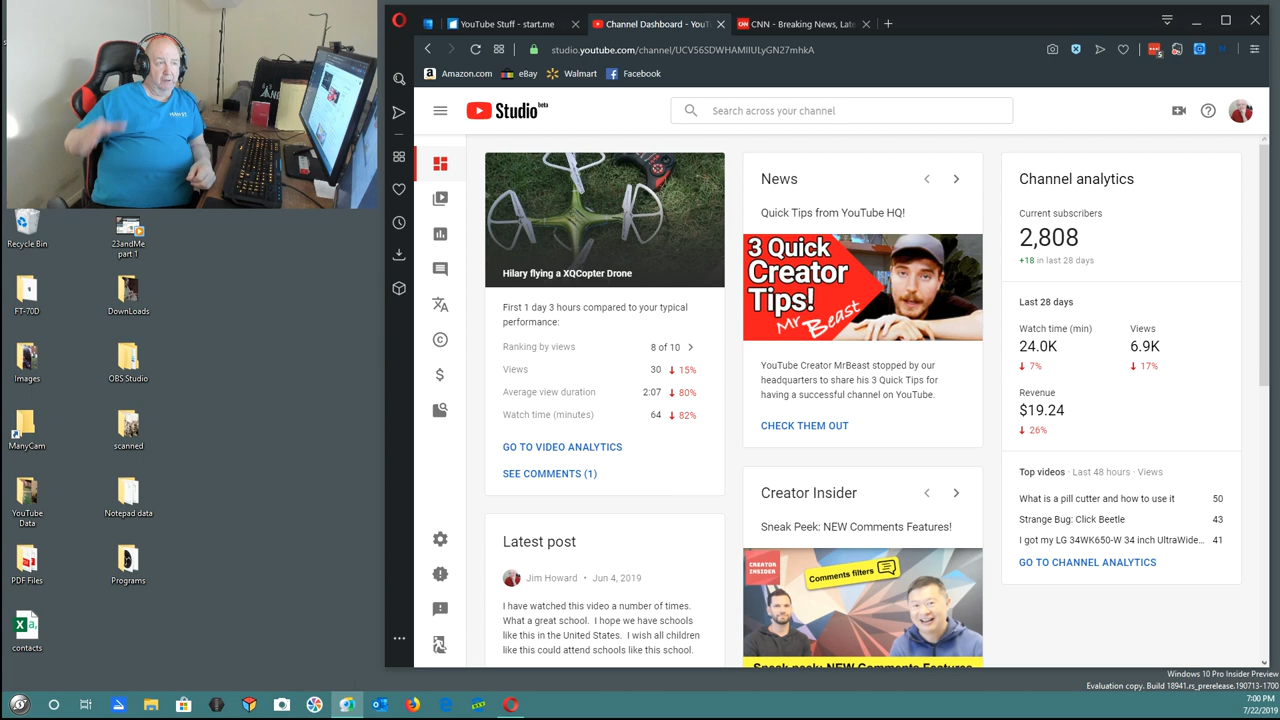 YouTube Stuff - start.me
Channel Dashboard - YouT
CNN - Breaking News, Late
studio.youtube.com/channel/UCV56SDWHAMIIULyGN27mhkA
5
Amazon.com
eBay
Walmart
Facebook
Studio beta
Search across your channel
Hilary flying a XQCopter Drone
First 1 day 3 hours compared to your typical
performance:
Ranking by views 8 of 10
Views 30 15%
Average view duration 2:07 80%
Watch time (minutes) 64 82%
GO TO VIDEO ANALYTICS
SEE COMMENTS (1)
Latest post
Jim Howard • Jun 4, 2019
I have watched this video a number of times.
What a great school. I hope we have schools
like this in the United States. I wish all children
like this could attend schools like this school.
News
Quick Tips from YouTube HQ!
3 Quick
Creator
Tips!
Mr Beast
YouTube Creator MrBeast stopped by our
headquarters to share his 3 Quick Tips for
having a successful channel on YouTube.
CHECK THEM OUT
Creator Insider
Sneak Peek: NEW Comments Features!
CREATOR
INSIDER
Comments filters
Sneak peek: NEW Comments Features
Channel analytics
Current subscribers
2,808
+18 in last 28 days
Last 28 days
Watch time (min) Views
24.0K 6.9K
7% 17%
Revenue
$19.24
26%
Top videos · Last 48 hours · Views
What is a pill cutter and how to use it 50
Strange Bug: Click Beetle 43
I got my LG 34WK650-W 34 inch UltraWide... 41
GO TO CHANNEL ANALYTICS
Recycle Bin
23andMe
part 1
FT-70D
DownLoads
Images
OBS Studio
ManyCam
scanned
YouTube
Data
Notepad data
PDF Files
Programs
contacts
Windows 10 Pro Insider Preview
Evaluation copy. Build 18941.rs_prerelease.190713-1700
7:00 PM
7/22/2019